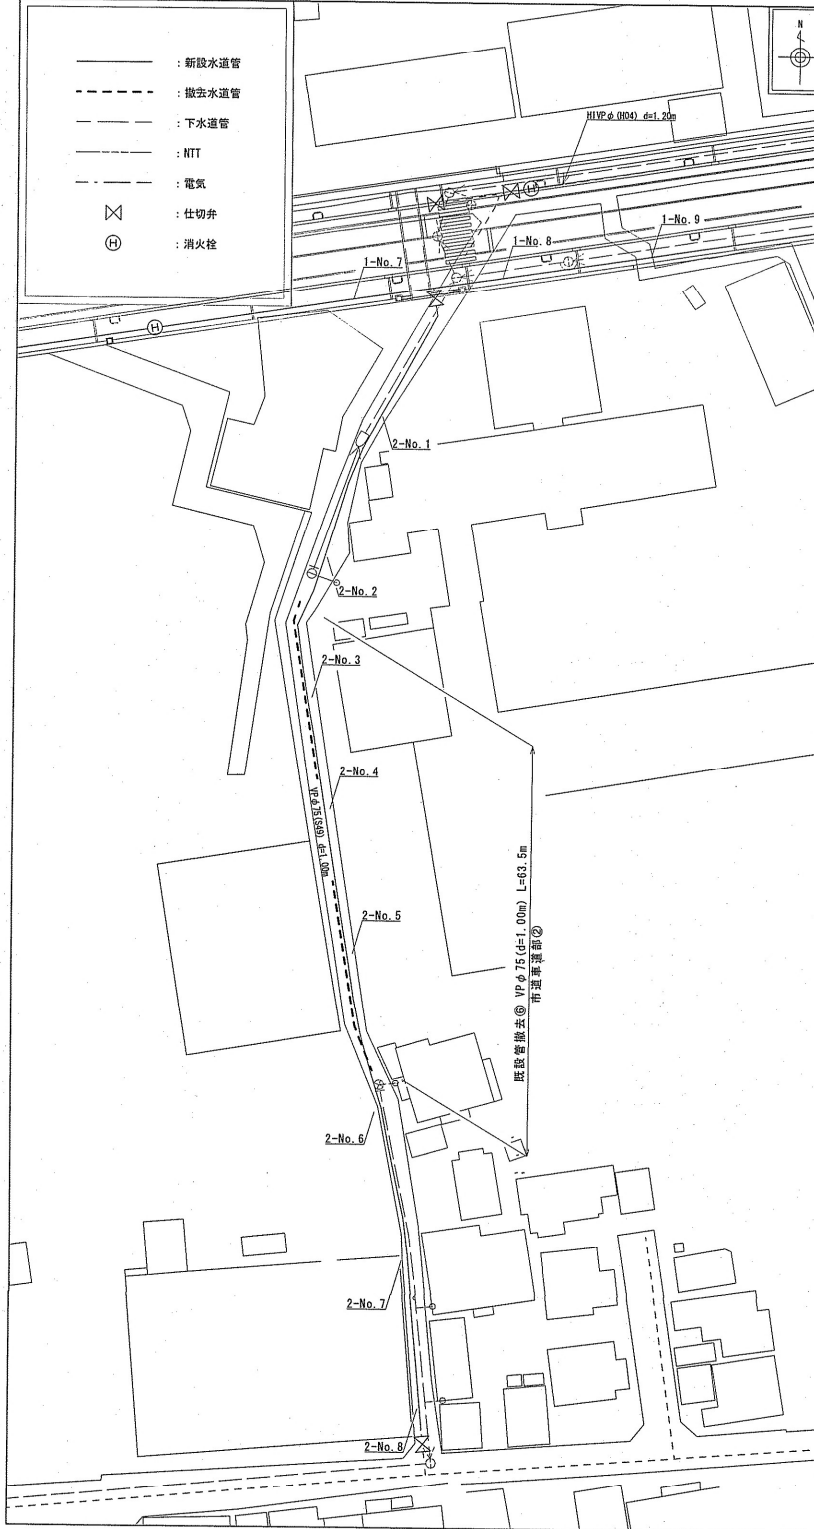 ：新設水道管
：撤去水道管
：下水道管
：NTT
：電気
：仕切弁
H ：消火栓
N
HIVPφ(H04) d=1.20m
H
1-No.9
1-No.8
1-No.7
H
2-No.1
2-No.2
2-No.3
2-No.4
VPφ75(S49) d=1.00m
2-No.5
既設管撤去⑥ VPφ75(d=1.00m) L=63.5m
市道車道部②
2-No.6
2-No.7
2-No.8